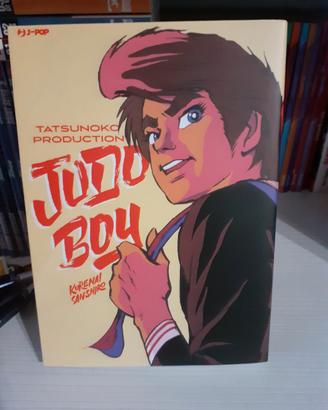 J-POP
TATSUNOKO
PRODUCTION
JUDO
BOY
KURENAI
SANSHIRO